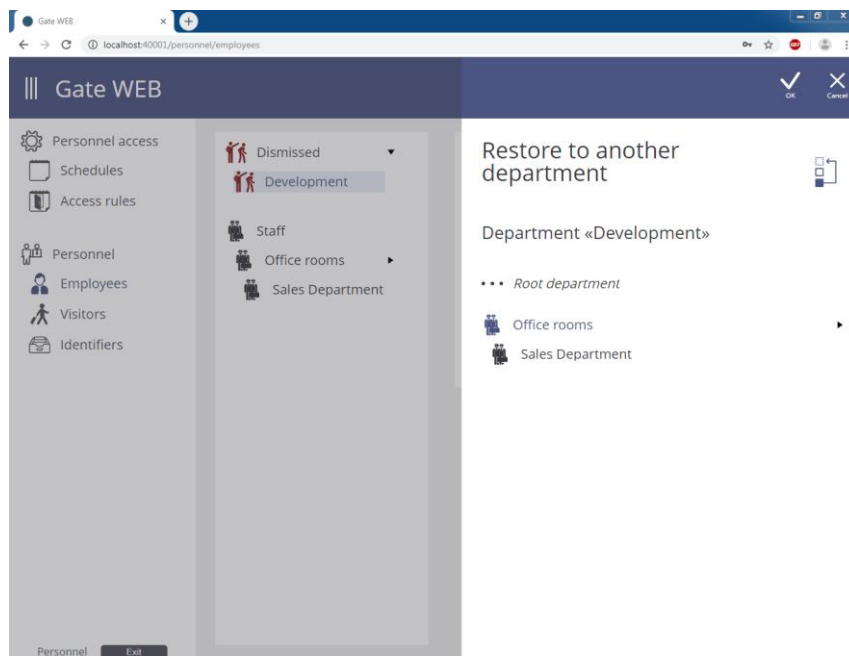 Gate WEB
localhost:40001/personnel/employees
Gate WEB
OK
Cancel
Personnel access
Schedules
Access rules
Personnel
Employees
Visitors
Identifiers
Personnel
Exit
Dismissed
Development
Staff
Office rooms
Sales Department
Restore to another
department
Department «Development»
Root department
Office rooms
Sales Department